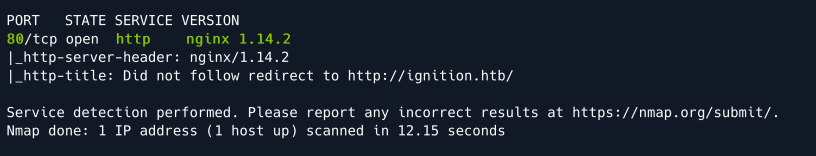 PORT   STATE SERVICE VERSION
80/tcp open  http    nginx 1.14.2
|_http-server-header: nginx/1.14.2
|_http-title: Did not follow redirect to http://ignition.htb/
Service detection performed. Please report any incorrect results at https://nmap.org/submit/.
Nmap done: 1 IP address (1 host up) scanned in 12.15 seconds